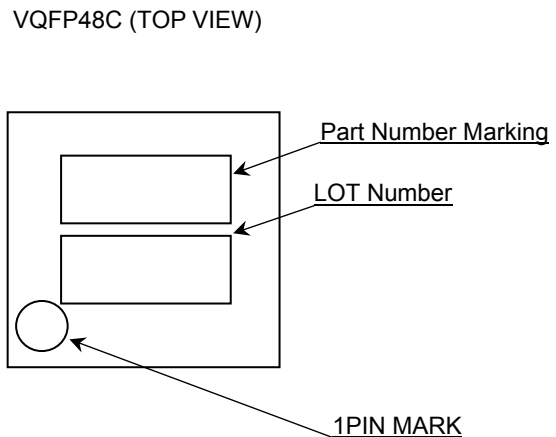 VQFP48C (TOP VIEW)
Part Number Marking
LOT Number
1PIN MARK